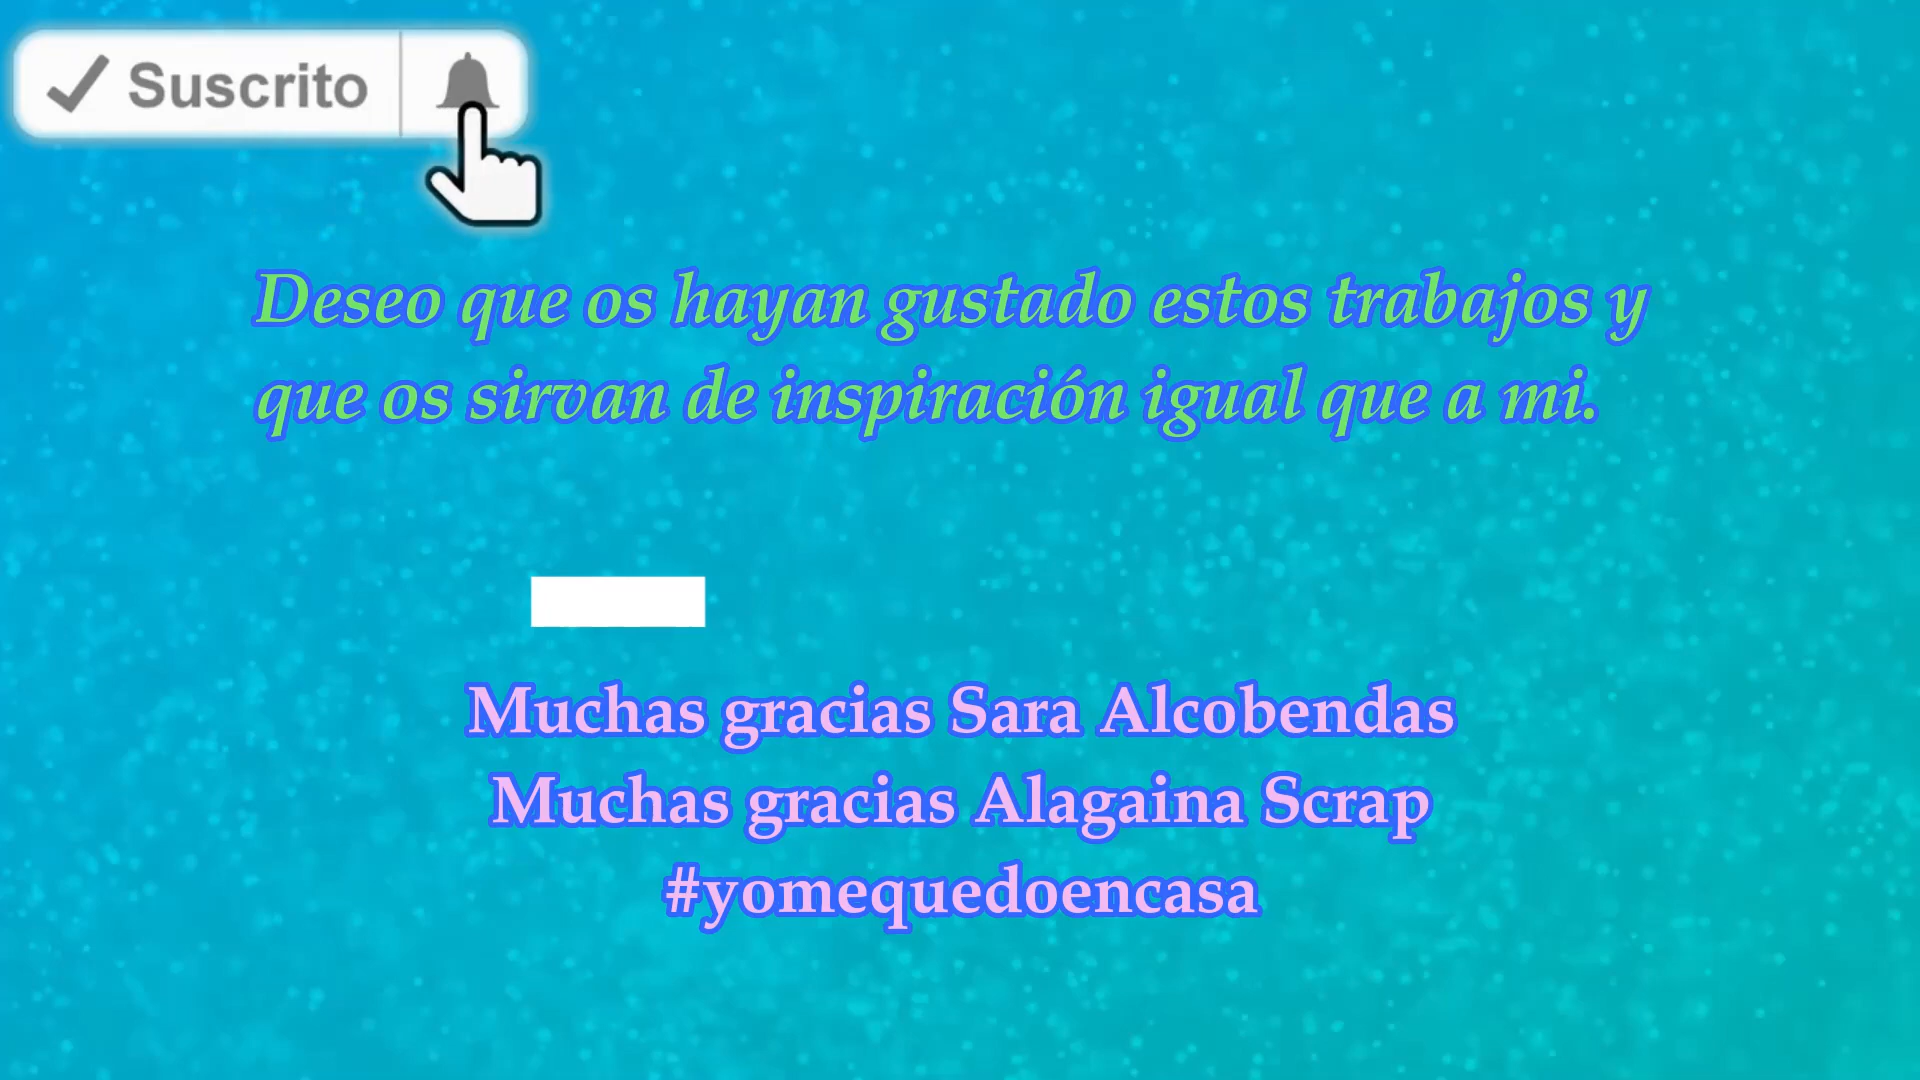 Suscrito
Deseo que os hayan gustado estos trabajos y
que os sirvan de inspiración igual que a mi.
Muchas gracias Sara Alcobendas
Muchas gracias Alagaina Scrap
#yomequedoencasa